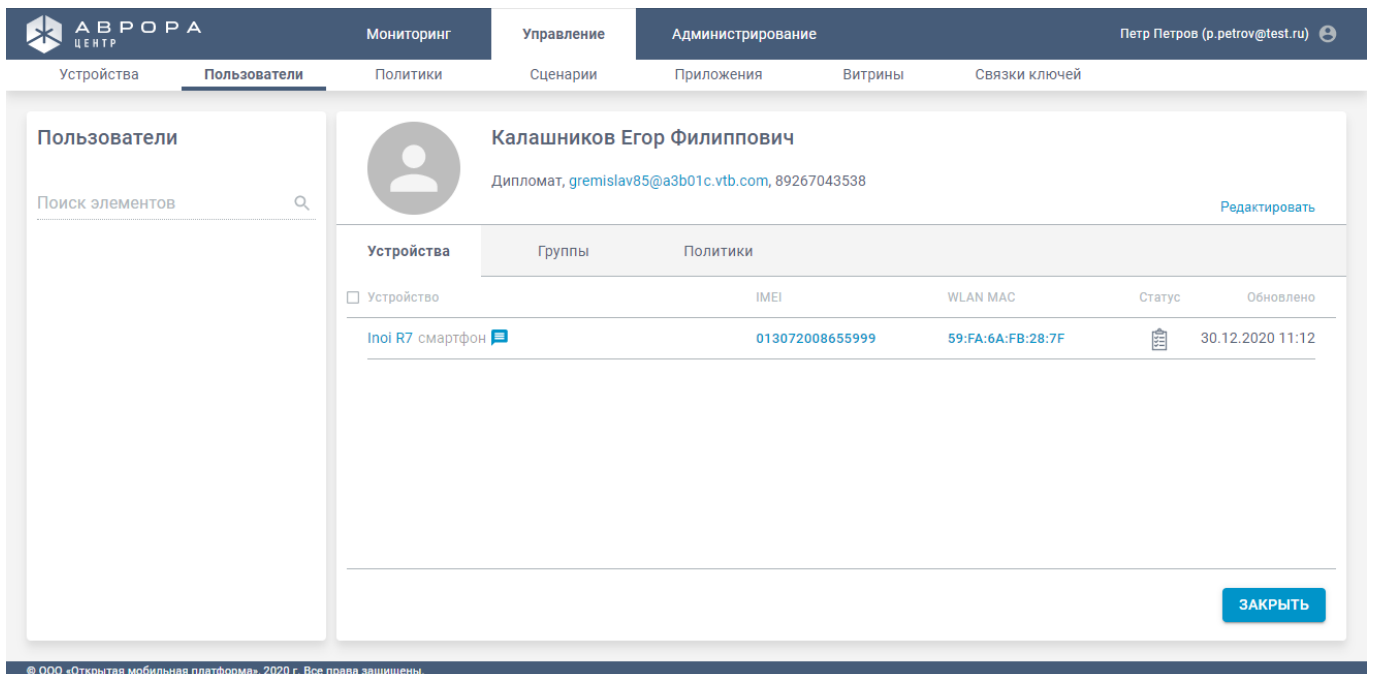 АВРОРА
ЦЕНТР
Мониторинг Управление Администрирование Петр Петров (p.petrov@test.ru)
Устройства Пользователи Политики Сценарии Приложения Витрины Связки ключей
Пользователи
Поиск элементов
Калашников Егор Филиппович
Дипломат, gremislav85@a3b01c.vtb.com, 89267043538
Редактировать
Устройства Группы Политики
Устройство IMEI WLAN MAC Статус Обновлено
Inoi R7 смартфон 013072008655999 59:FA:6A:FB:28:7F 30.12.2020 11:12
ЗАКРЫТЬ
© ООО «Открытая мобильная платформа», 2020 г. Все права защищены.